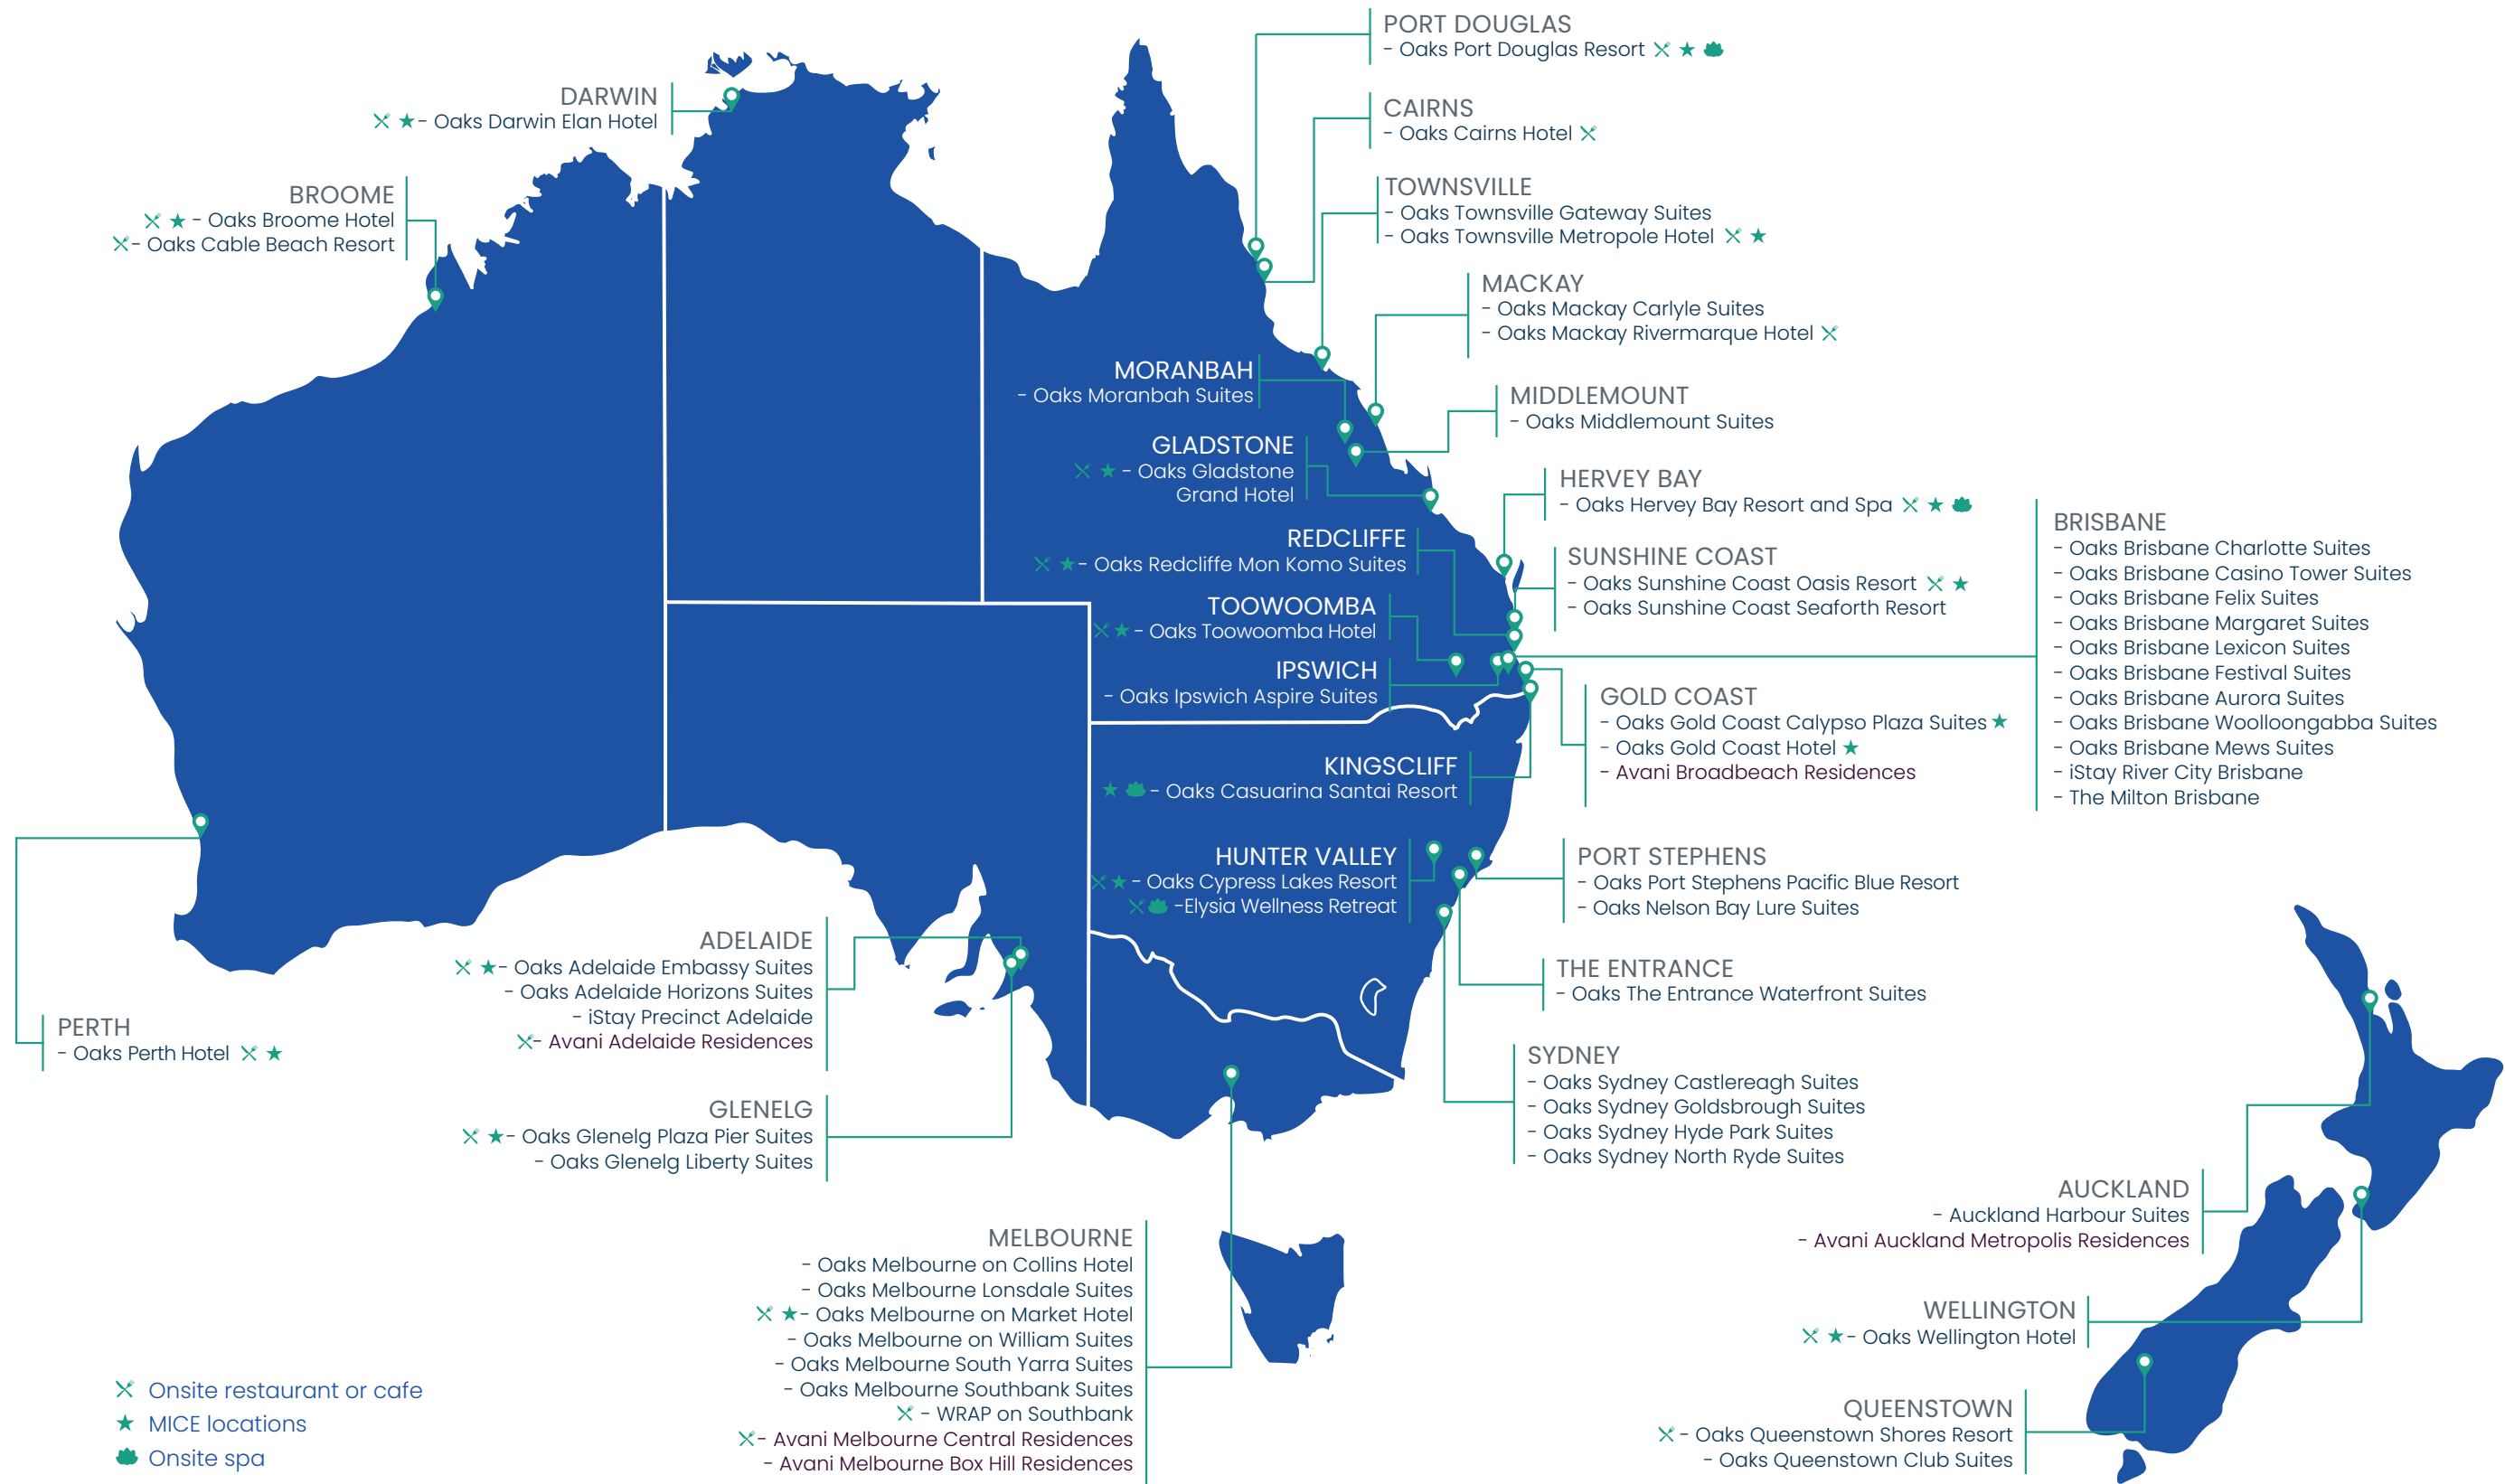 PORT DOUGLAS
- Oaks Port Douglas Resort
DARWIN
- Oaks Darwin Elan Hotel
CAIRNS
- Oaks Cairns Hotel
BROOME
- Oaks Broome Hotel
- Oaks Cable Beach Resort
TOWNSVILLE
- Oaks Townsville Gateway Suites
- Oaks Townsville Metropole Hotel
MACKAY
- Oaks Mackay Carlyle Suites
- Oaks Mackay Rivermarque Hotel
MORANBAH
- Oaks Moranbah Suites
MIDDLEMOUNT
- Oaks Middlemount Suites
GLADSTONE
- Oaks Gladstone
Grand Hotel
HERVEY BAY
- Oaks Hervey Bay Resort and Spa
REDCLIFFE
- Oaks Redcliffe Mon Komo Suites
SUNSHINE COAST
- Oaks Sunshine Coast Oasis Resort
- Oaks Sunshine Coast Seaforth Resort
BRISBANE
- Oaks Brisbane Charlotte Suites
- Oaks Brisbane Casino Tower Suites
- Oaks Brisbane Felix Suites
- Oaks Brisbane Margaret Suites
- Oaks Brisbane Lexicon Suites
- Oaks Brisbane Festival Suites
- Oaks Brisbane Aurora Suites
- Oaks Brisbane Woolloongabba Suites
- Oaks Brisbane Mews Suites
- iStay River City Brisbane
- The Milton Brisbane
TOOWOOMBA
- Oaks Toowoomba Hotel
IPSWICH
- Oaks Ipswich Aspire Suites
GOLD COAST
- Oaks Gold Coast Calypso Plaza Suites
- Oaks Gold Coast Hotel
- Avani Broadbeach Residences
KINGSCLIFF
- Oaks Casuarina Santai Resort
HUNTER VALLEY
- Oaks Cypress Lakes Resort
-Elysia Wellness Retreat
PORT STEPHENS
- Oaks Port Stephens Pacific Blue Resort
- Oaks Nelson Bay Lure Suites
ADELAIDE
- Oaks Adelaide Embassy Suites
- Oaks Adelaide Horizons Suites
- iStay Precinct Adelaide
- Avani Adelaide Residences
THE ENTRANCE
- Oaks The Entrance Waterfront Suites
PERTH
- Oaks Perth Hotel
SYDNEY
- Oaks Sydney Castlereagh Suites
- Oaks Sydney Goldsbrough Suites
- Oaks Sydney Hyde Park Suites
- Oaks Sydney North Ryde Suites
GLENELG
- Oaks Glenelg Plaza Pier Suites
- Oaks Glenelg Liberty Suites
AUCKLAND
- Auckland Harbour Suites
- Avani Auckland Metropolis Residences
MELBOURNE
- Oaks Melbourne on Collins Hotel
- Oaks Melbourne Lonsdale Suites
- Oaks Melbourne on Market Hotel
- Oaks Melbourne on William Suites
- Oaks Melbourne South Yarra Suites
- Oaks Melbourne Southbank Suites
- WRAP on Southbank
- Avani Melbourne Central Residences
- Avani Melbourne Box Hill Residences
WELLINGTON
- Oaks Wellington Hotel
QUEENSTOWN
- Oaks Queenstown Shores Resort
- Oaks Queenstown Club Suites
Onsite restaurant or cafe
MICE locations
Onsite spa